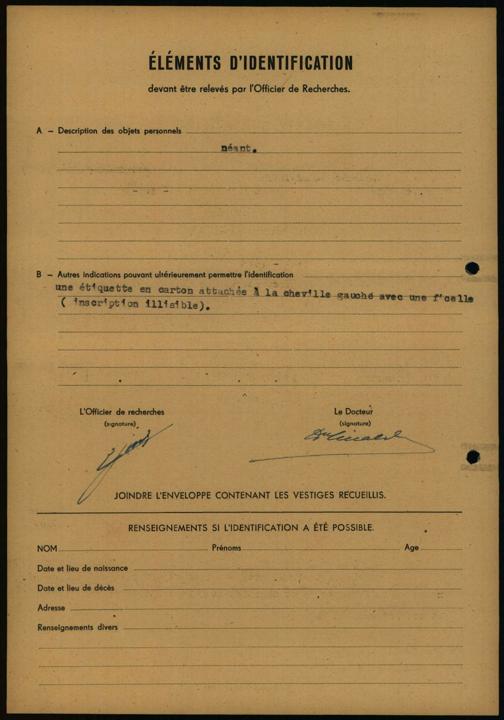 ÉLÉMENTS D'IDENTIFICATION
devant être relevés par l'Officier de Recherches.
A – Description des objets personnels
néant.
B – Autres indications pouvant ultérieurement permettre l'identification
une étiquette en carton attachée à la cheville gauche avec une ficelle
( inscription illisible).
L'Officier de recherches
(signature)
Le Docteur
(signature)
JOINDRE L'ENVELOPPE CONTENANT LES VESTIGES RECUEILLIS.
RENSEIGNEMENTS SI L'IDENTIFICATION A ÉTÉ POSSIBLE.
NOM Prénoms Age
Date et lieu de naissance
Date et lieu de décès
Adresse
Renseignements divers